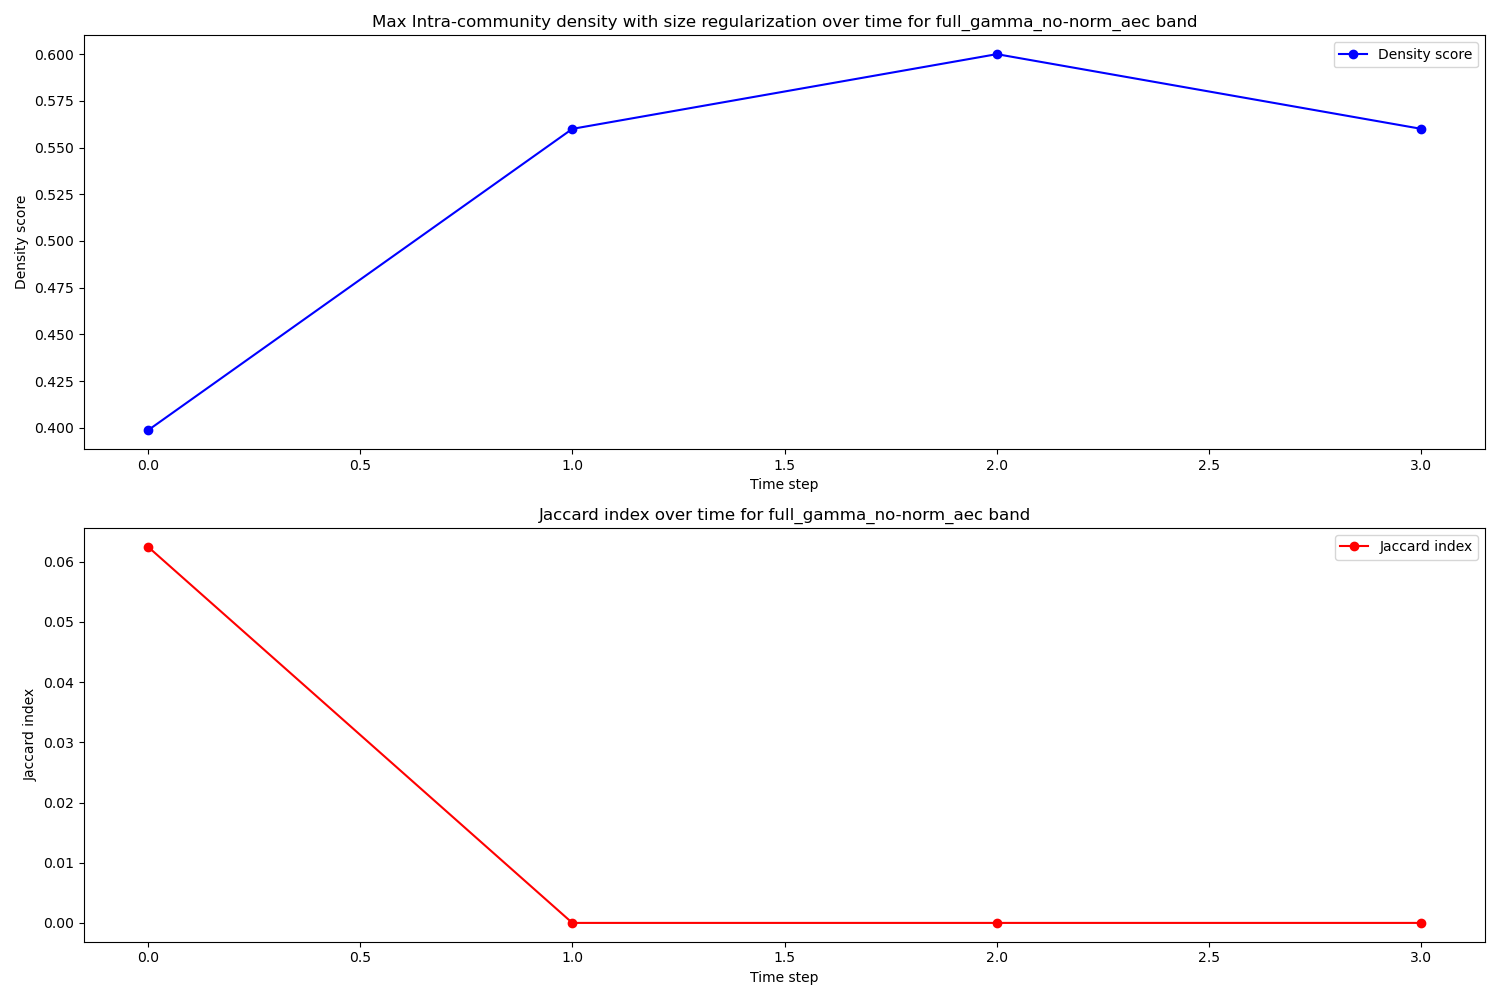 Max Intra-community density with size regularization over time for full_gamma_no-norm_aec band
Density score
0.600
0.575
0.550
0.525
0.500
0.475
0.450
0.425
0.400
Density score
0.0 0.5 1.0 1.5 2.0 2.5 3.0
Time step
Jaccard index over time for full_gamma_no-norm_aec band
Jaccard index
0.06
0.05
0.04
0.03
0.02
0.01
0.00
Jaccard index
0.0 0.5 1.0 1.5 2.0 2.5 3.0
Time step